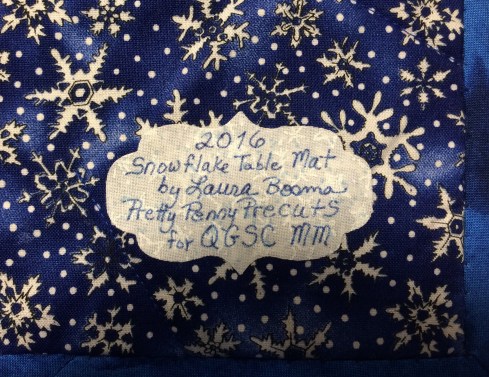 2016
Snowflake Table Mat
by Laura Booma
Pretty Penny Precuts
for QGSC MM